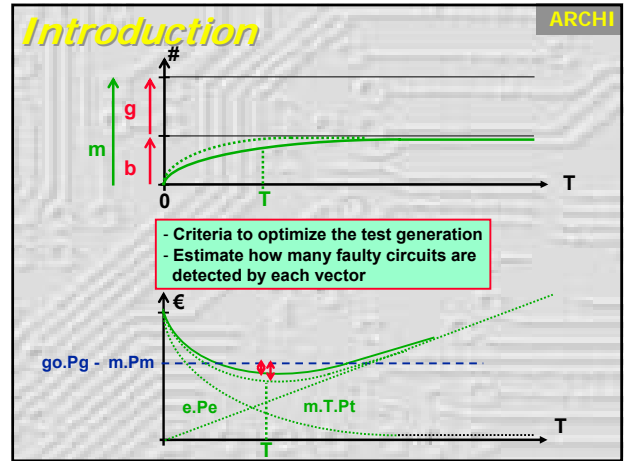 Introduction
ARCHI
#
g
m
b
0
T
T
- Criteria to optimize the test generation
- Estimate how many faulty circuits are
detected by each vector
€
go.Pg - m.Pm
e.Pe
m.T.Pt
T
T